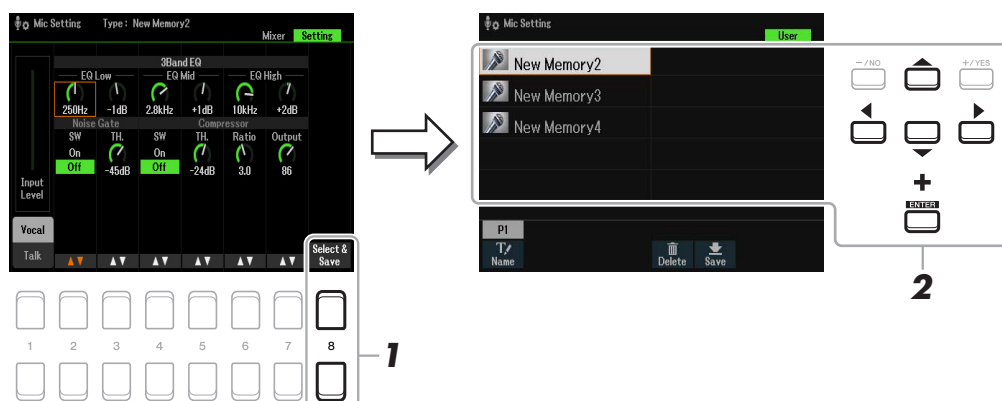 Mic Setting Type : New Memory2
Mixer Setting
3Band EQ
EQ Low EQ Mid EQ High
250Hz -1dB 2.8kHz +1dB 10kHz +2dB
Noise Gate Compressor
SW TH. SW TH. Ratio Output
On On
Off -45dB Off -24dB 3.0 86
Input
Level
Vocal
Talk
Select &
Save
1 2 3 4 5 6 7 8
1
Mic Setting
User
New Memory2
New Memory3
New Memory4
P1
Name
Delete Save
−/NO +/YES
+
ENTER
2